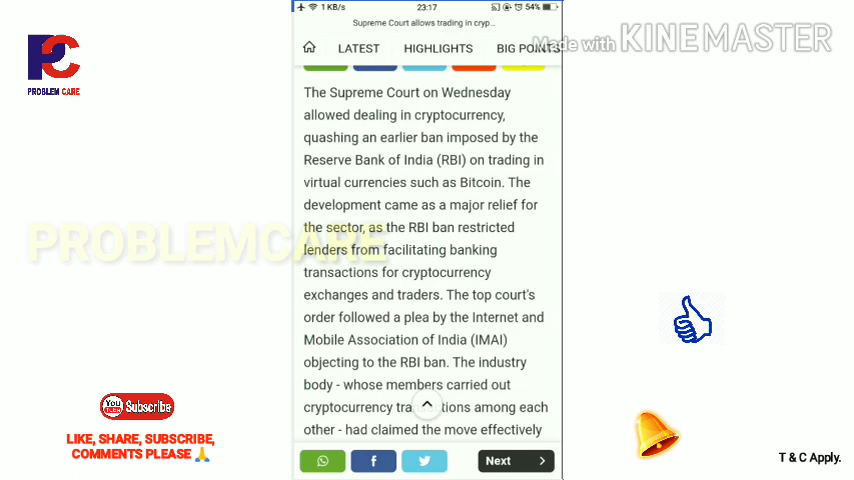 1 KB/s 23:17 54%
Supreme Court allows trading in cryp...
LATEST HIGHLIGHTS BIG POINTS
Made with KINEMASTER
PC
PROBLEM CARE
The Supreme Court on Wednesday
allowed dealing in cryptocurrency,
quashing an earlier ban imposed by the
Reserve Bank of India (RBI) on trading in
virtual currencies such as Bitcoin. The
development came as a major relief for
the sector, as the RBI ban restricted
lenders from facilitating banking
transactions for cryptocurrency
exchanges and traders. The top court's
order followed a plea by the Internet and
Mobile Association of India (IMAI)
objecting to the RBI ban. The industry
body - whose members carried out
cryptocurrency transactions among each
other - had claimed the move effectively
PROBLEMCARE
You Tube Subscribe
LIKE, SHARE, SUBSCRIBE,
COMMENTS PLEASE 🙏
Next
T & C Apply.